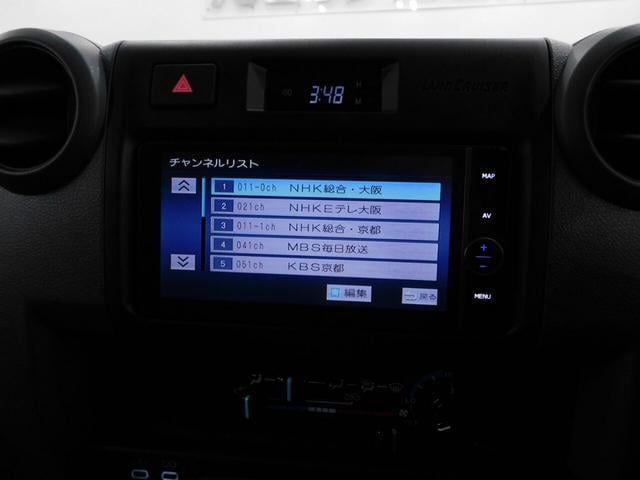 3:48
H
M
LAND CRUISER
チャンネルリスト
1 011-0ch NHK総合・大阪
2 021ch NHKEテレ大阪
3 011-1ch NHK総合・京都
4 041ch MBS毎日放送
5 051ch KBS京都
編集
戻る
MAP
AV
+
−
MENU